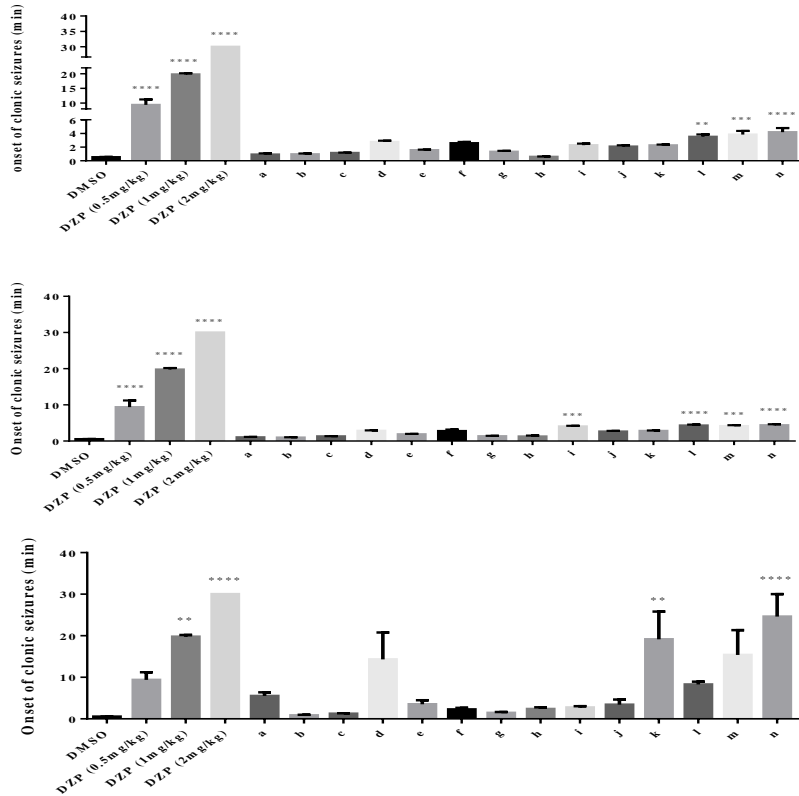 onset of clonic seizures (min)
40
30
20
10
6
4
2
0
****
****
****
**
***
****
DMSO
DZP (0.5mg/kg)
DZP (1mg/kg)
DZP (2mg/kg)
a
b
c
d
e
f
g
h
i
j
k
l
m
n
Onset of clonic seizures (min)
40
30
20
10
0
****
****
****
***
****
***
****
DMSO
DZP (0.5mg/kg)
DZP (1mg/kg)
DZP (2mg/kg)
a
b
c
d
e
f
g
h
i
j
k
l
m
n
Onset of clonic seizures (min)
40
30
20
10
0
**
****
**
****
DMSO
DZP (0.5mg/kg)
DZP (1mg/kg)
DZP (2mg/kg)
a
b
c
d
e
f
g
h
i
j
k
l
m
n